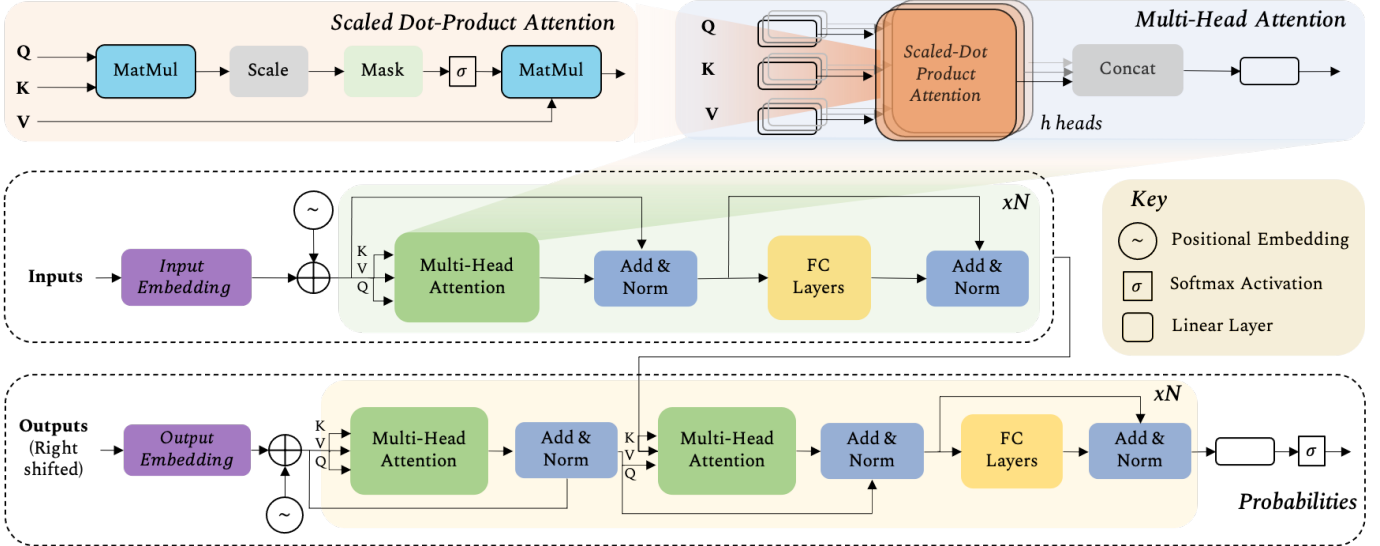 Scaled Dot-Product Attention
Q
K
V
MatMul
Scale
Mask
σ
MatMul
Multi-Head Attention
Q
K
V
Scaled-Dot
Product
Attention
h heads
Concat
xN
~
Inputs
Input
Embedding
K
V
Q
Multi-Head
Attention
Add &
Norm
FC
Layers
Add &
Norm
Key
~ Positional Embedding
σ Softmax Activation
Linear Layer
xN
Outputs
(Right
shifted)
Output
Embedding
~
K
V
Q
Multi-Head
Attention
Add &
Norm
K
V
Q
Multi-Head
Attention
Add &
Norm
FC
Layers
Add &
Norm
σ
Probabilities